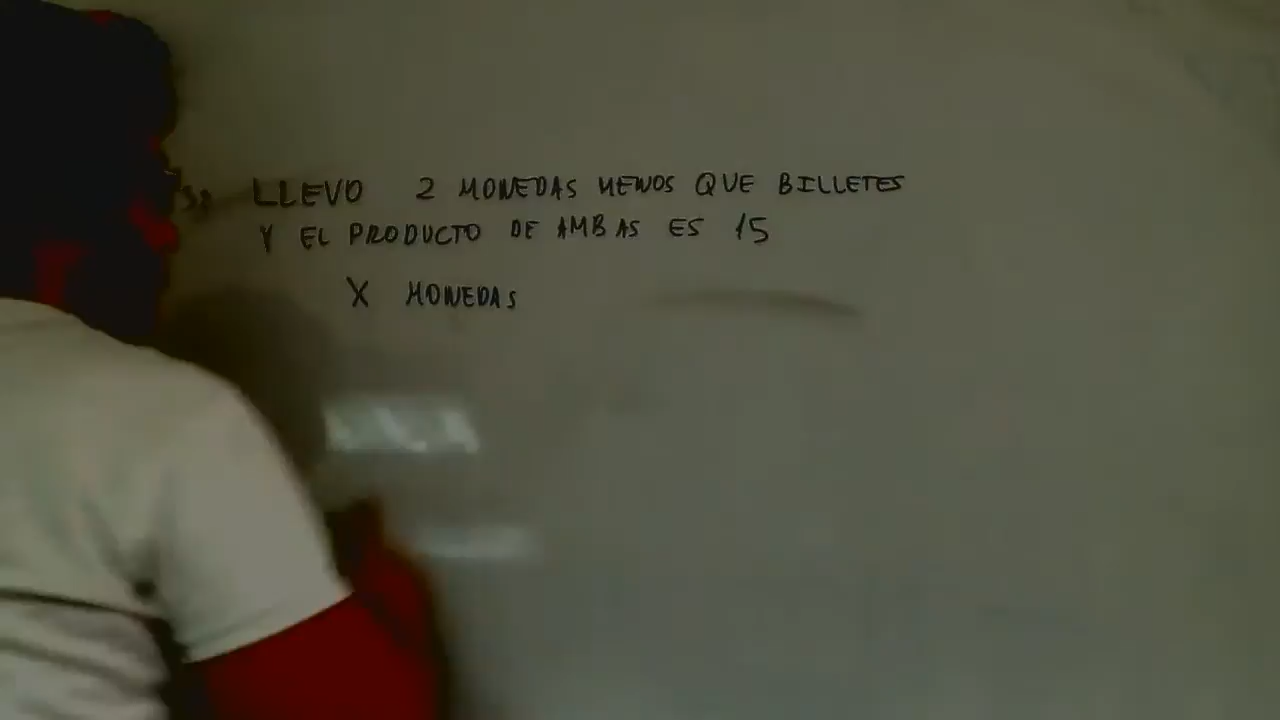 LLEVO 2 MONEDAS MENOS QUE BILLETES
Y EL PRODUCTO DE AMBAS ES 15
X MONEDAS